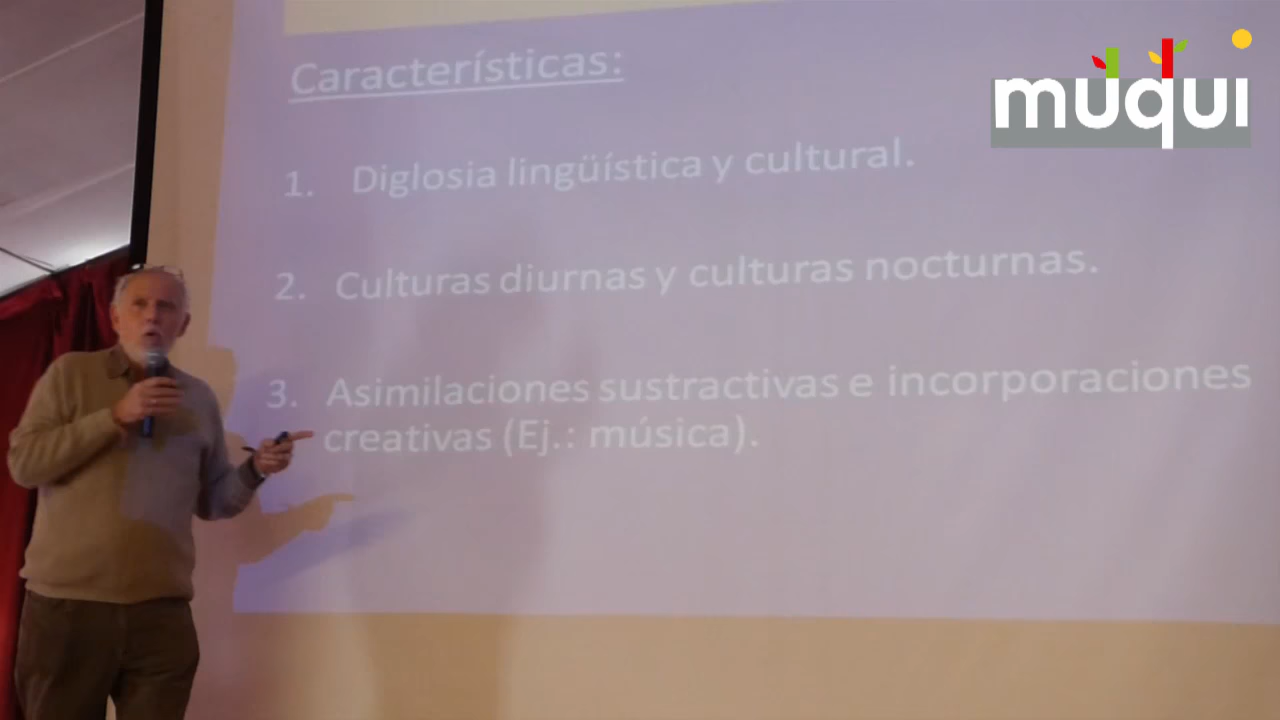 Características:
muqui
1. Diglosia lingüística y cultural.
2. Culturas diurnas y culturas nocturnas.
3. Asimilaciones sustractivas e incorporaciones
creativas (Ej.: música).